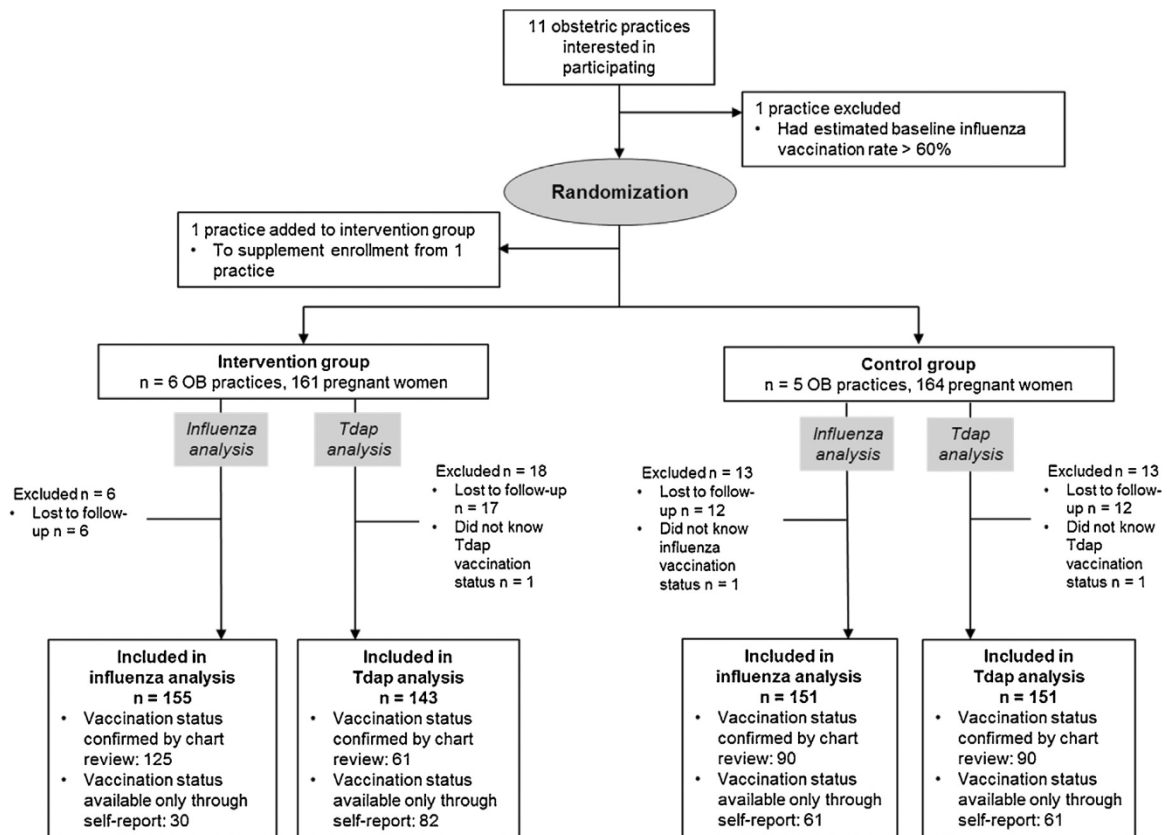 11 obstetric practices
interested in
participating
1 practice excluded
• Had estimated baseline influenza
vaccination rate > 60%
Randomization
1 practice added to intervention group
• To supplement enrollment from 1
practice
Intervention group
n = 6 OB practices, 161 pregnant women
Control group
n = 5 OB practices, 164 pregnant women
Influenza
analysis
Tdap
analysis
Influenza
analysis
Tdap
analysis
Excluded n = 6
• Lost to follow-
up n = 6
Excluded n = 18
• Lost to follow-up
n = 17
• Did not know
Tdap
vaccination
status n = 1
Excluded n = 13
• Lost to follow-
up n = 12
• Did not know
influenza
vaccination
status n = 1
Excluded n = 13
• Lost to follow-
up n = 12
• Did not know
Tdap
vaccination
status n = 1
Included in
influenza analysis
n = 155
• Vaccination status
confirmed by chart
review: 125
• Vaccination status
available only through
self-report: 30
Included in
Tdap analysis
n = 143
• Vaccination status
confirmed by chart
review: 61
• Vaccination status
available only through
self-report: 82
Included in
influenza analysis
n = 151
• Vaccination status
confirmed by chart
review: 90
• Vaccination status
available only through
self-report: 61
Included in
Tdap analysis
n = 151
• Vaccination status
confirmed by chart
review: 90
• Vaccination status
available only through
self-report: 61